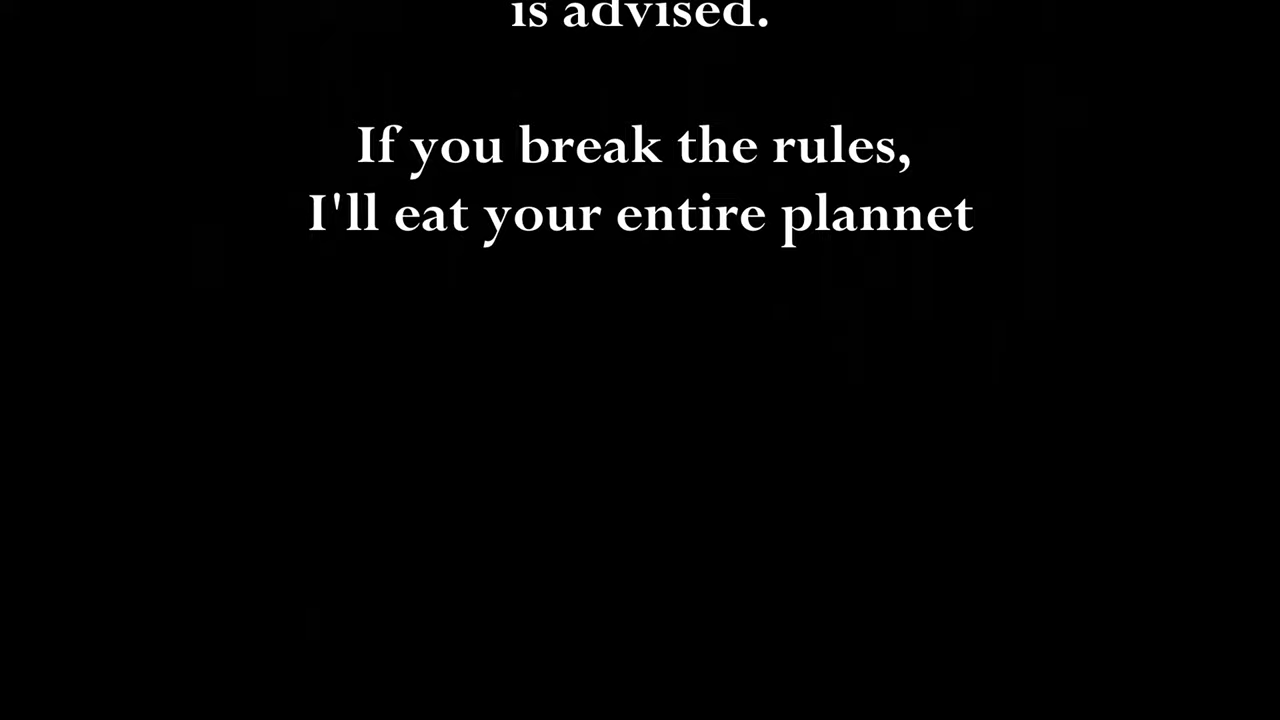 is advised.
If you break the rules,
I'll eat your entire plannet